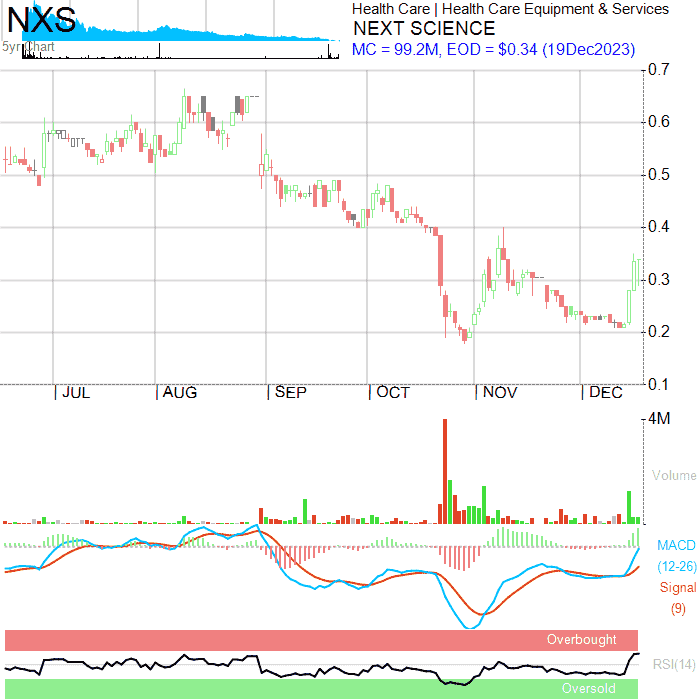 NXS
5yr Chart
Health Care | Health Care Equipment & Services
NEXT SCIENCE
MC = 99.2M, EOD = $0.34 (19Dec2023)
0.7
0.6
0.5
0.4
0.3
0.2
0.1
JUL
AUG
SEP
OCT
NOV
DEC
4M
Volume
MACD
(12-26)
Signal
(9)
Overbought
RSI(14)
Oversold